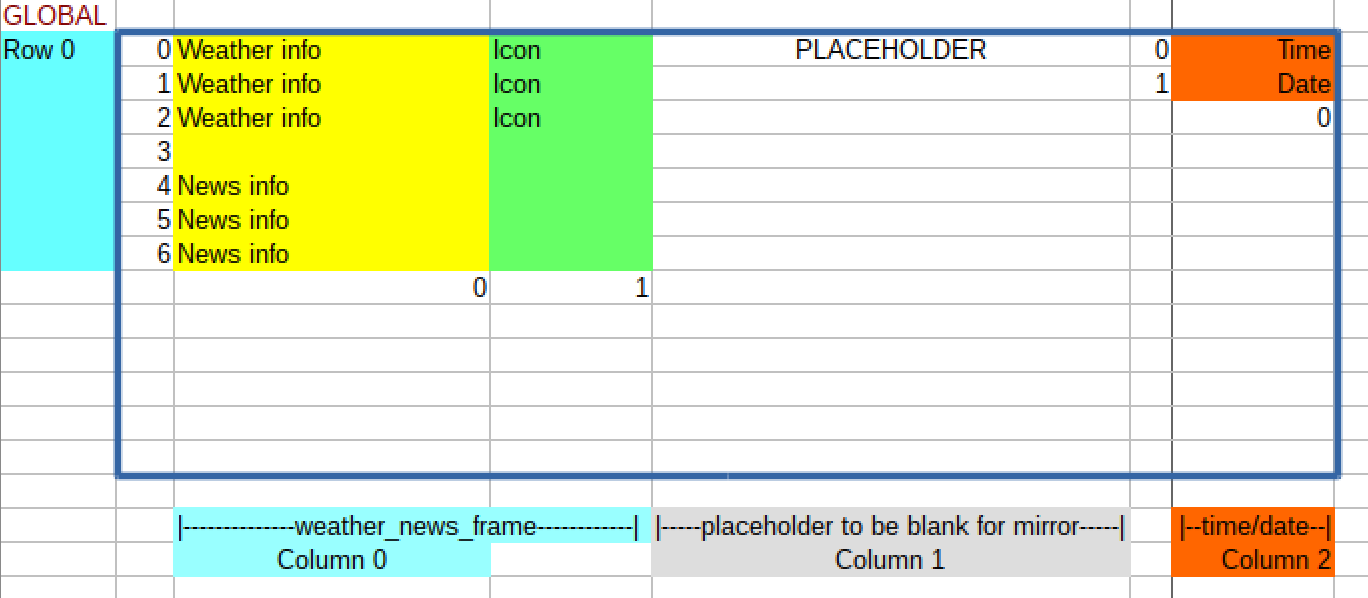 GLOBAL
Row 0 0 Weather info Icon PLACEHOLDER 0 Time
1 Weather info Icon 1 Date
2 Weather info Icon 0
3
4 News info
5 News info
6 News info
0 1
|--------------weather_news_frame------------| |-----placeholder to be blank for mirror-----| |--time/date--|
Column 0 Column 1 Column 2